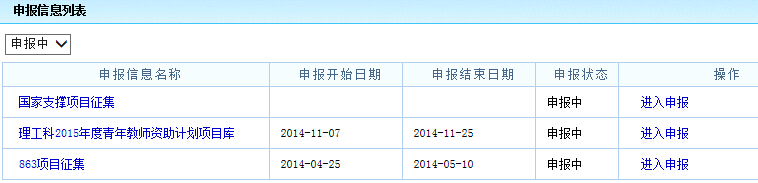 申报信息列表
申报中
申报信息名称 申报开始日期 申报结束日期 申报状态 操作
国家支撑项目征集 申报中 进入申报
理工科2015年度青年教师资助计划项目库 2014-11-07 2014-11-25 申报中 进入申报
863项目征集 2014-04-25 2014-05-10 申报中 进入申报